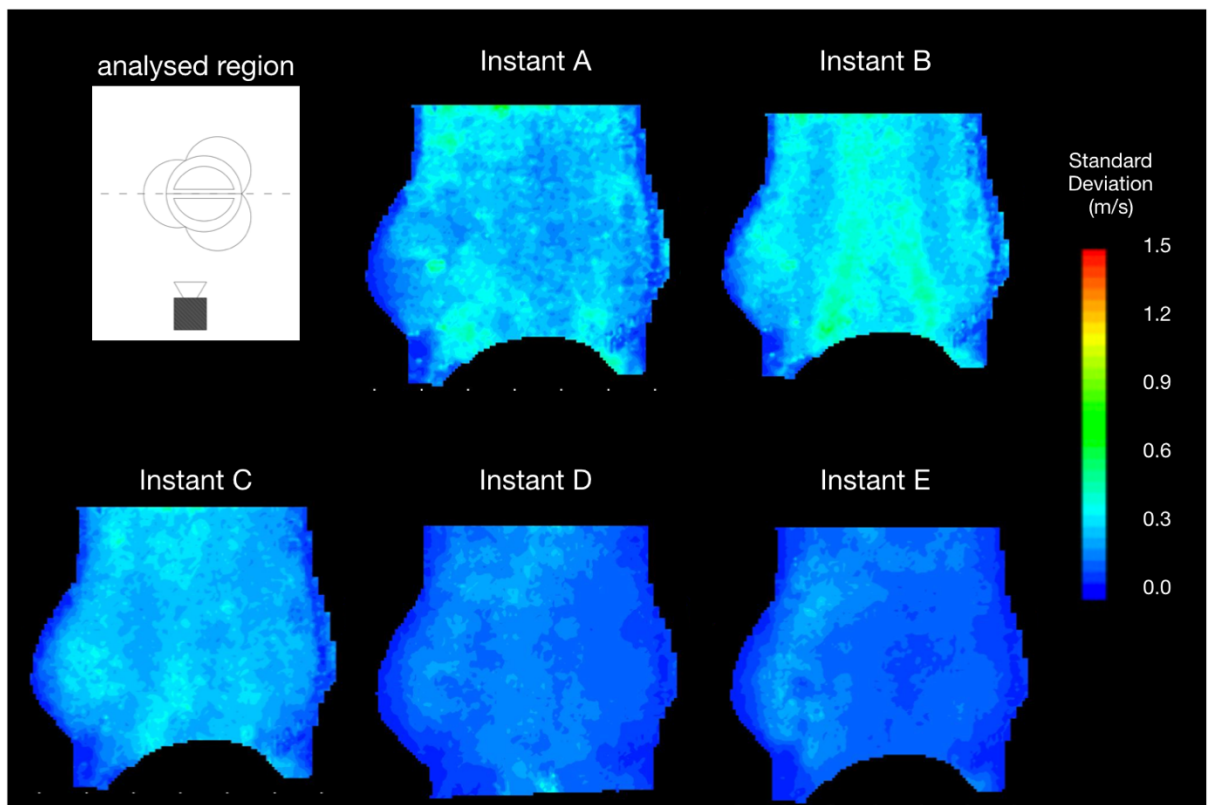 analysed region
Instant A
Instant B
Standard
Deviation
(m/s)
1.5
1.2
0.9
0.6
0.3
0.0
Instant C
Instant D
Instant E